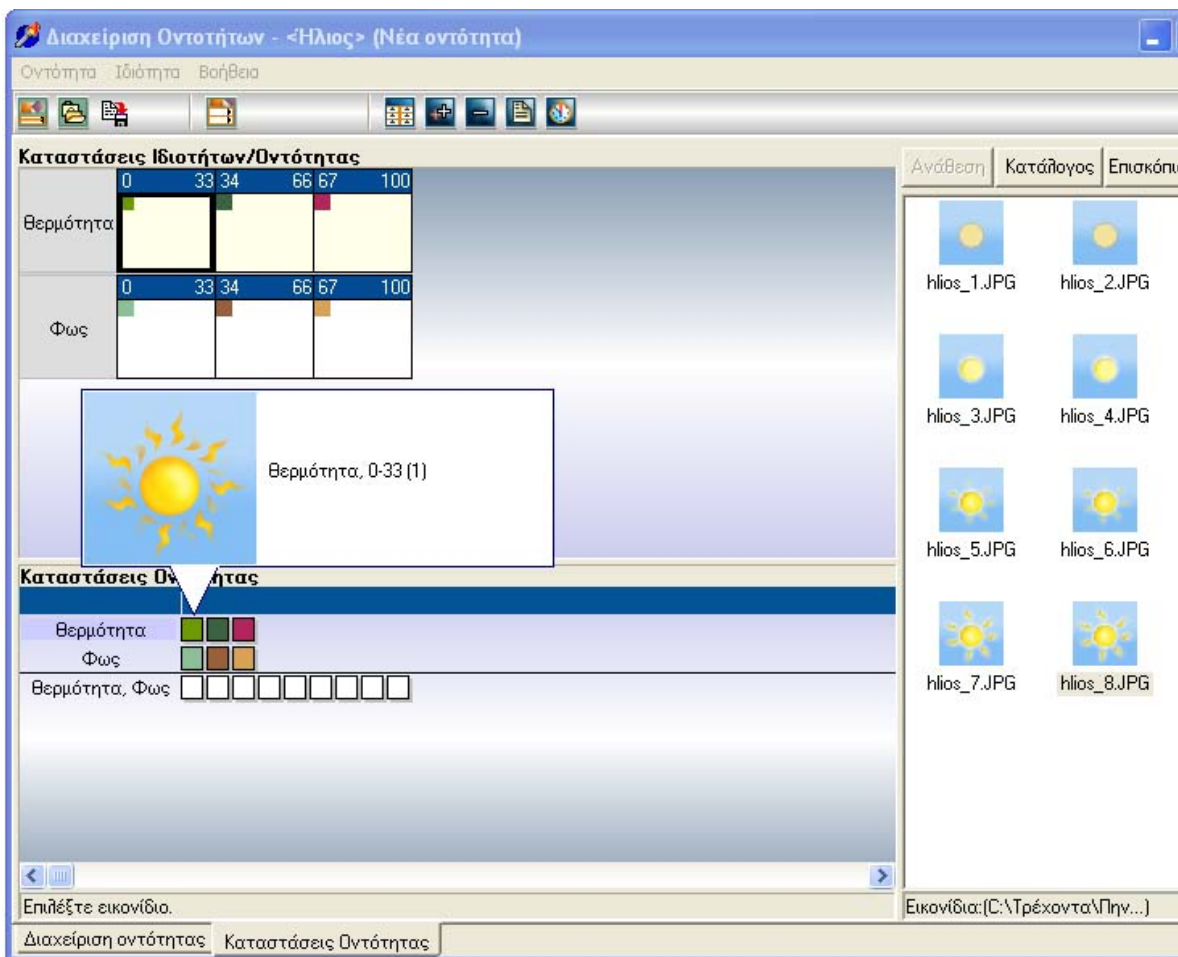 Διαχείριση Οντοτήτων - <Ήλιος> (Νέα οντότητα)
Οντότητα Ιδιότητα Βοήθεια
Καταστάσεις Ιδιοτήτων/Οντότητας
0 33 34 66 67 100
Θερμότητα
0 33 34 66 67 100
Φως
Θερμότητα, 0-33 (1)
Καταστάσεις
Θερμότητα
Φως
Θερμότητα, Φως
Επιλέξτε εικονίδιο.
Διαχείριση οντότητας Καταστάσεις Οντότητας
Ανάθεση Κατάλογος Επισκόπι
hlios_1.JPG hlios_2.JPG
hlios_3.JPG hlios_4.JPG
hlios_5.JPG hlios_6.JPG
hlios_7.JPG hlios_8.JPG
Εικονίδια:(C:\Τρέχοντα\Πην...)